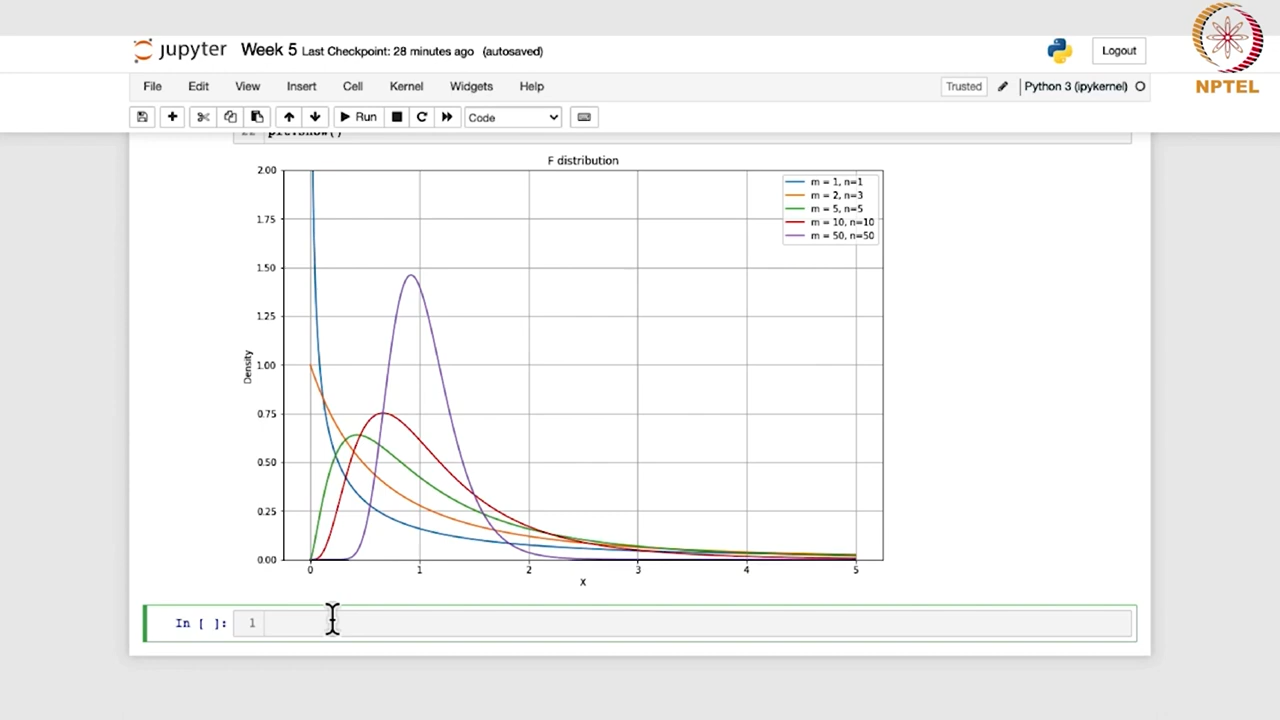 jupyter Week 5 Last Checkpoint: 28 minutes ago (autosaved)
Logout
NPTEL
File Edit View Insert Cell Kernel Widgets Help
Trusted Python 3 (ipykernel)
Run Code
22 plt.show()
F distribution
m = 1, n=1
m = 2, n=3
m = 5, n=5
m = 10, n=10
m = 50, n=50
2.00
1.75
1.50
1.25
1.00
0.75
0.50
0.25
0.00
Density
0 1 2 3 4 5
X
In [ ]: 1